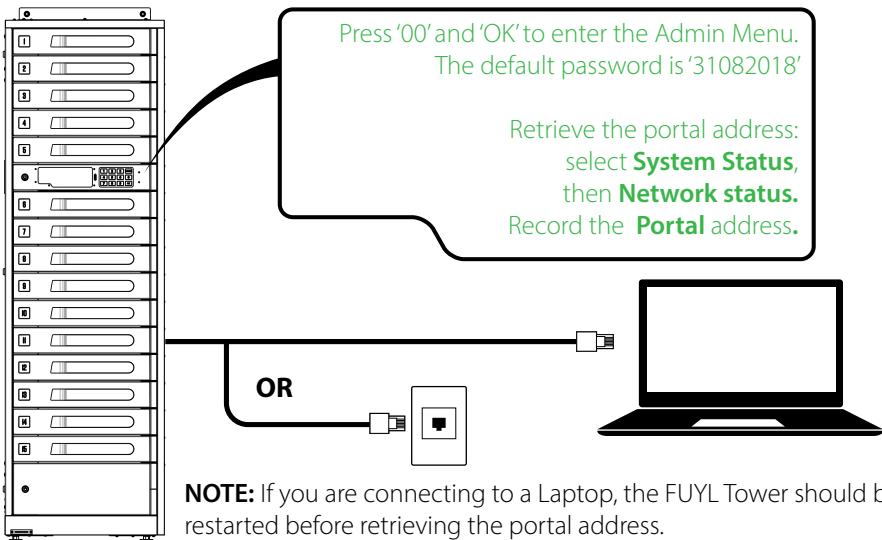 Press ‘00’ and ‘OK’ to enter the Admin Menu.
The default password is ‘31082018’
Retrieve the portal address:
select System Status,
then Network status.
Record the Portal address.
1
2
3
4
5
6
7
8
9
10
11
12
13
14
15
OR
NOTE: If you are connecting to a Laptop, the FUYL Tower should
restarted before retrieving the portal address.